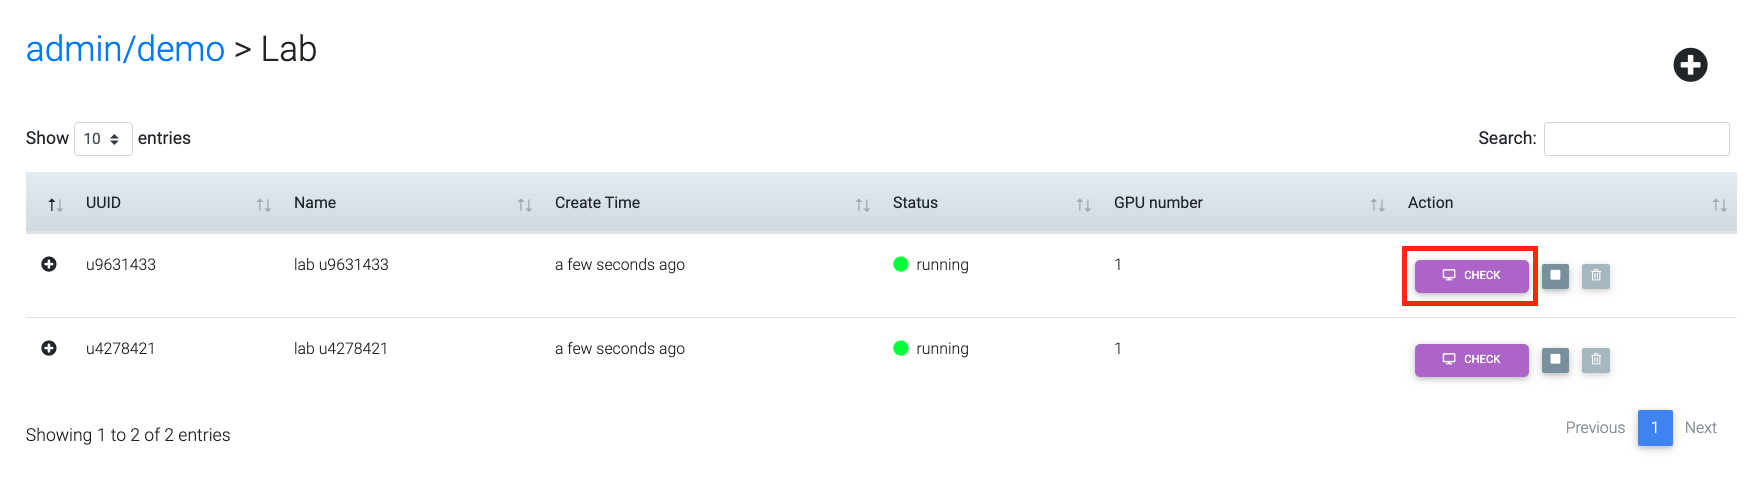 admin/demo > Lab
Show 10 entries
Search:
UUID Name Create Time Status GPU number Action
u9631433 lab u9631433 a few seconds ago running 1 CHECK
u4278421 lab u4278421 a few seconds ago running 1 CHECK
Showing 1 to 2 of 2 entries
Previous 1 Next